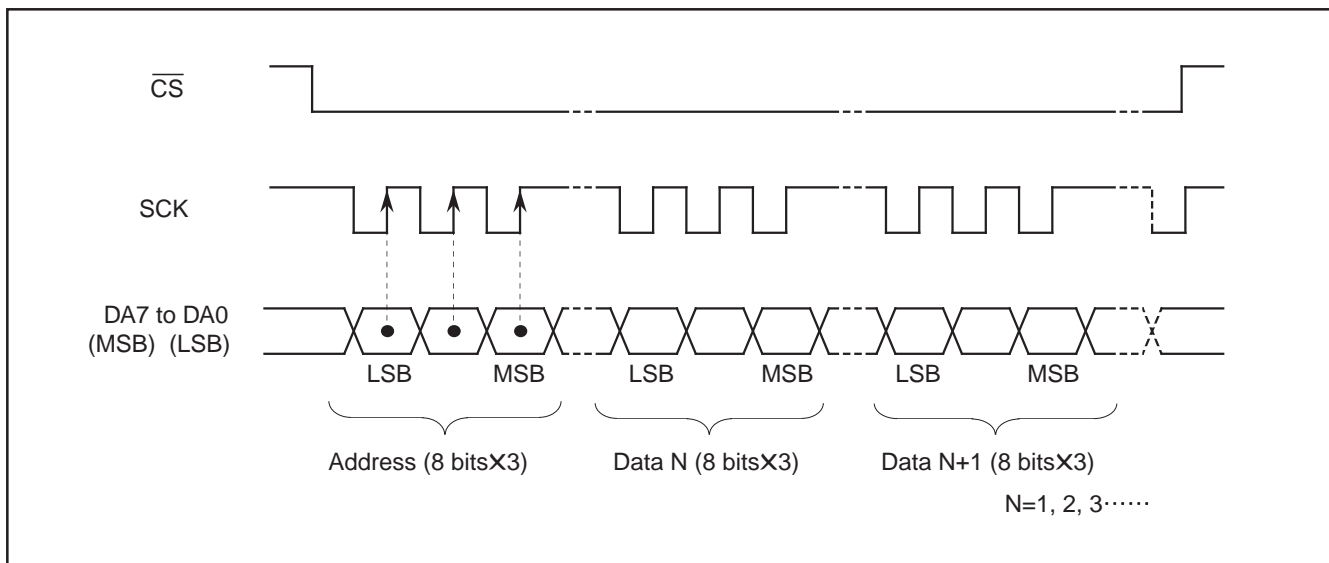 C̅S̅
SCK
DA7 to DA0
(MSB) (LSB)
LSB MSB LSB MSB LSB MSB
Address (8 bits×3) Data N (8 bits×3) Data N+1 (8 bits×3)
N=1, 2, 3······